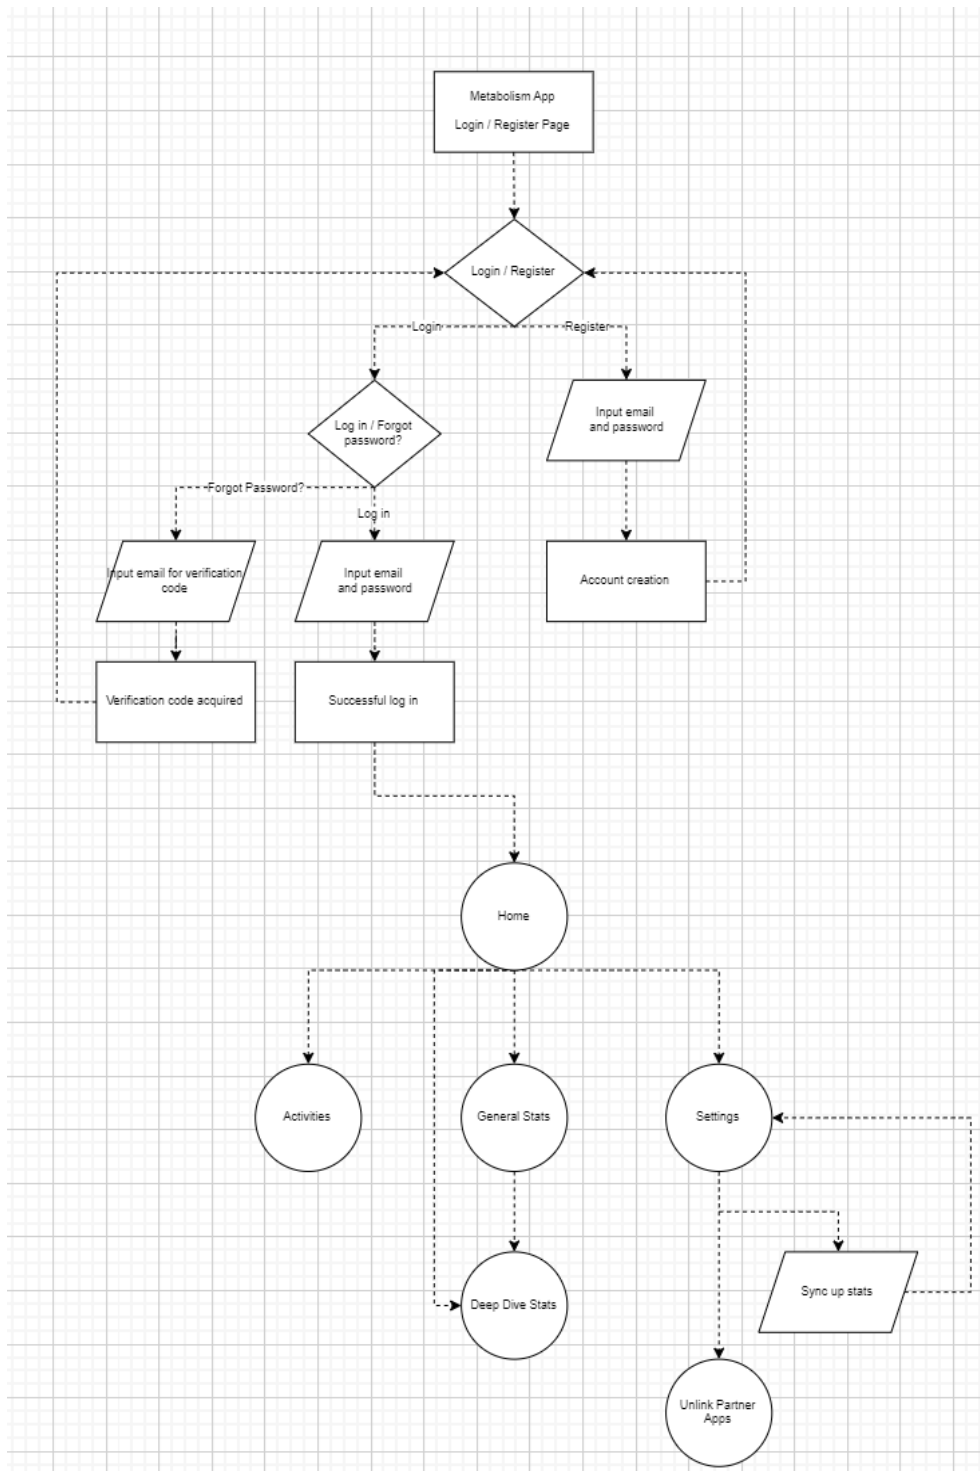 Metabolism App
Login / Register Page
Login / Register
Login
Register
Log in / Forgot
password?
Input email
and password
Forgot Password?
Log in
Input email for verification
code
Input email
and password
Account creation
Verification code acquired
Successful log in
Home
Activities
General Stats
Settings
Deep Dive Stats
Sync up stats
Unlink Partner
Apps